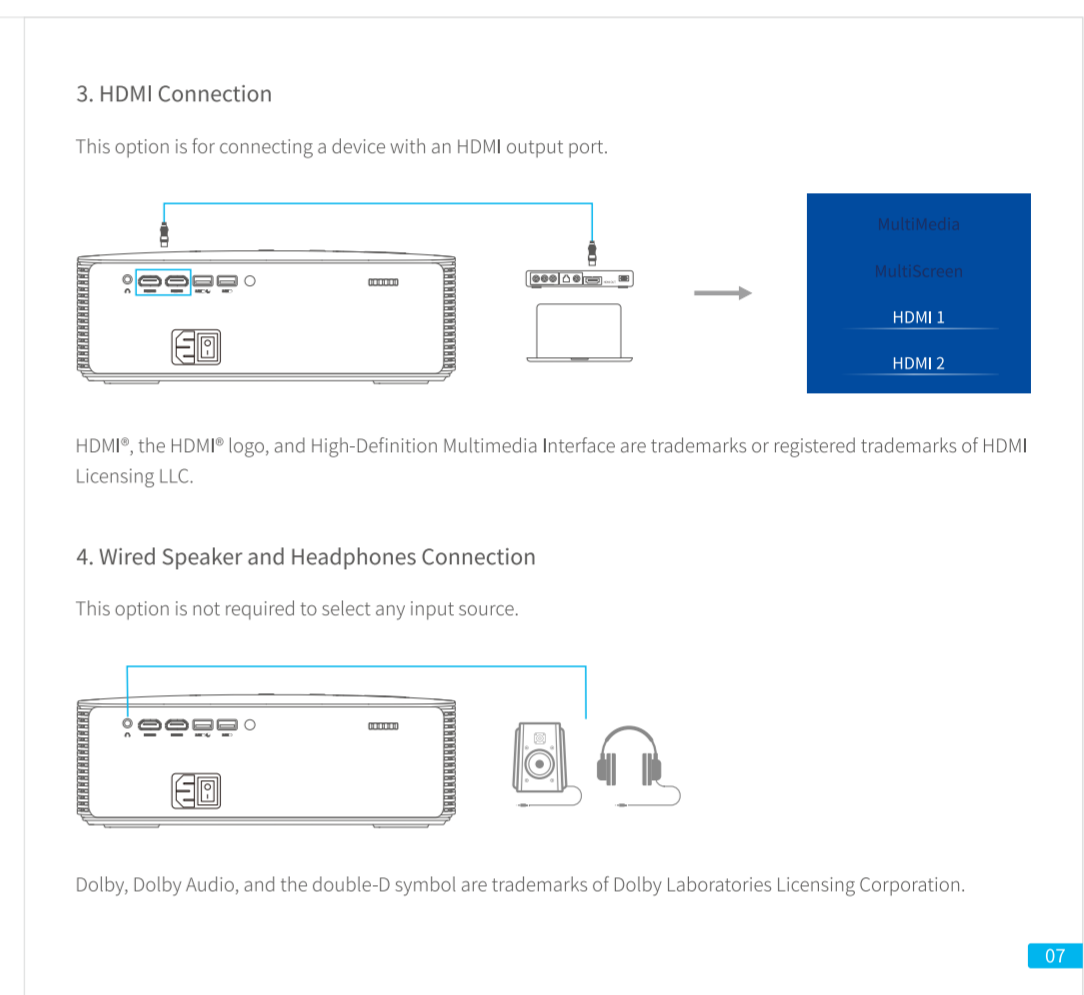 3. HDMI Connection
This option is for connecting a device with an HDMI output port.
MultiMedia
MultiScreen
HDMI 1
HDMI 2
HDMI®, the HDMI® logo, and High-Definition Multimedia Interface are trademarks or registered trademarks of HDMI
Licensing LLC.
4. Wired Speaker and Headphones Connection
This option is not required to select any input source.
Dolby, Dolby Audio, and the double-D symbol are trademarks of Dolby Laboratories Licensing Corporation.
07